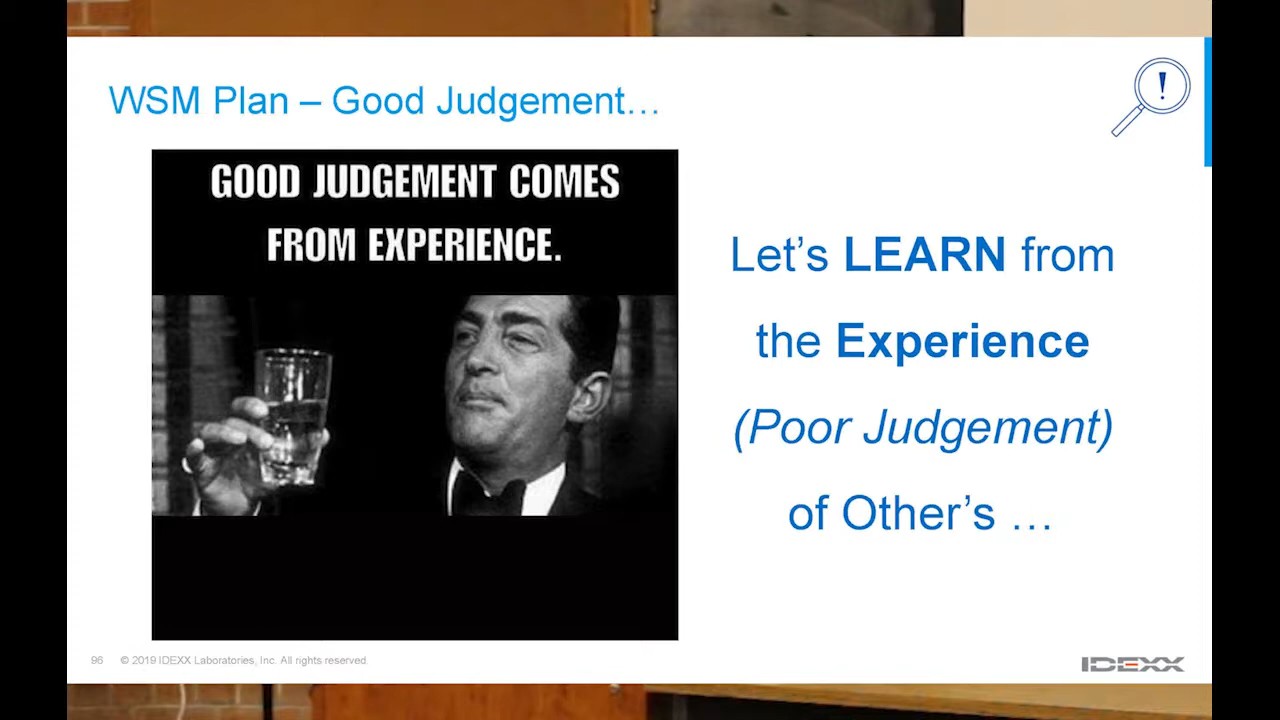 WSM Plan – Good Judgement…
!
GOOD JUDGEMENT COMES
FROM EXPERIENCE.
Let’s LEARN from
the Experience
(Poor Judgement)
of Other’s …
96 © 2019 IDEXX Laboratories, Inc. All rights reserved.
IDEXX